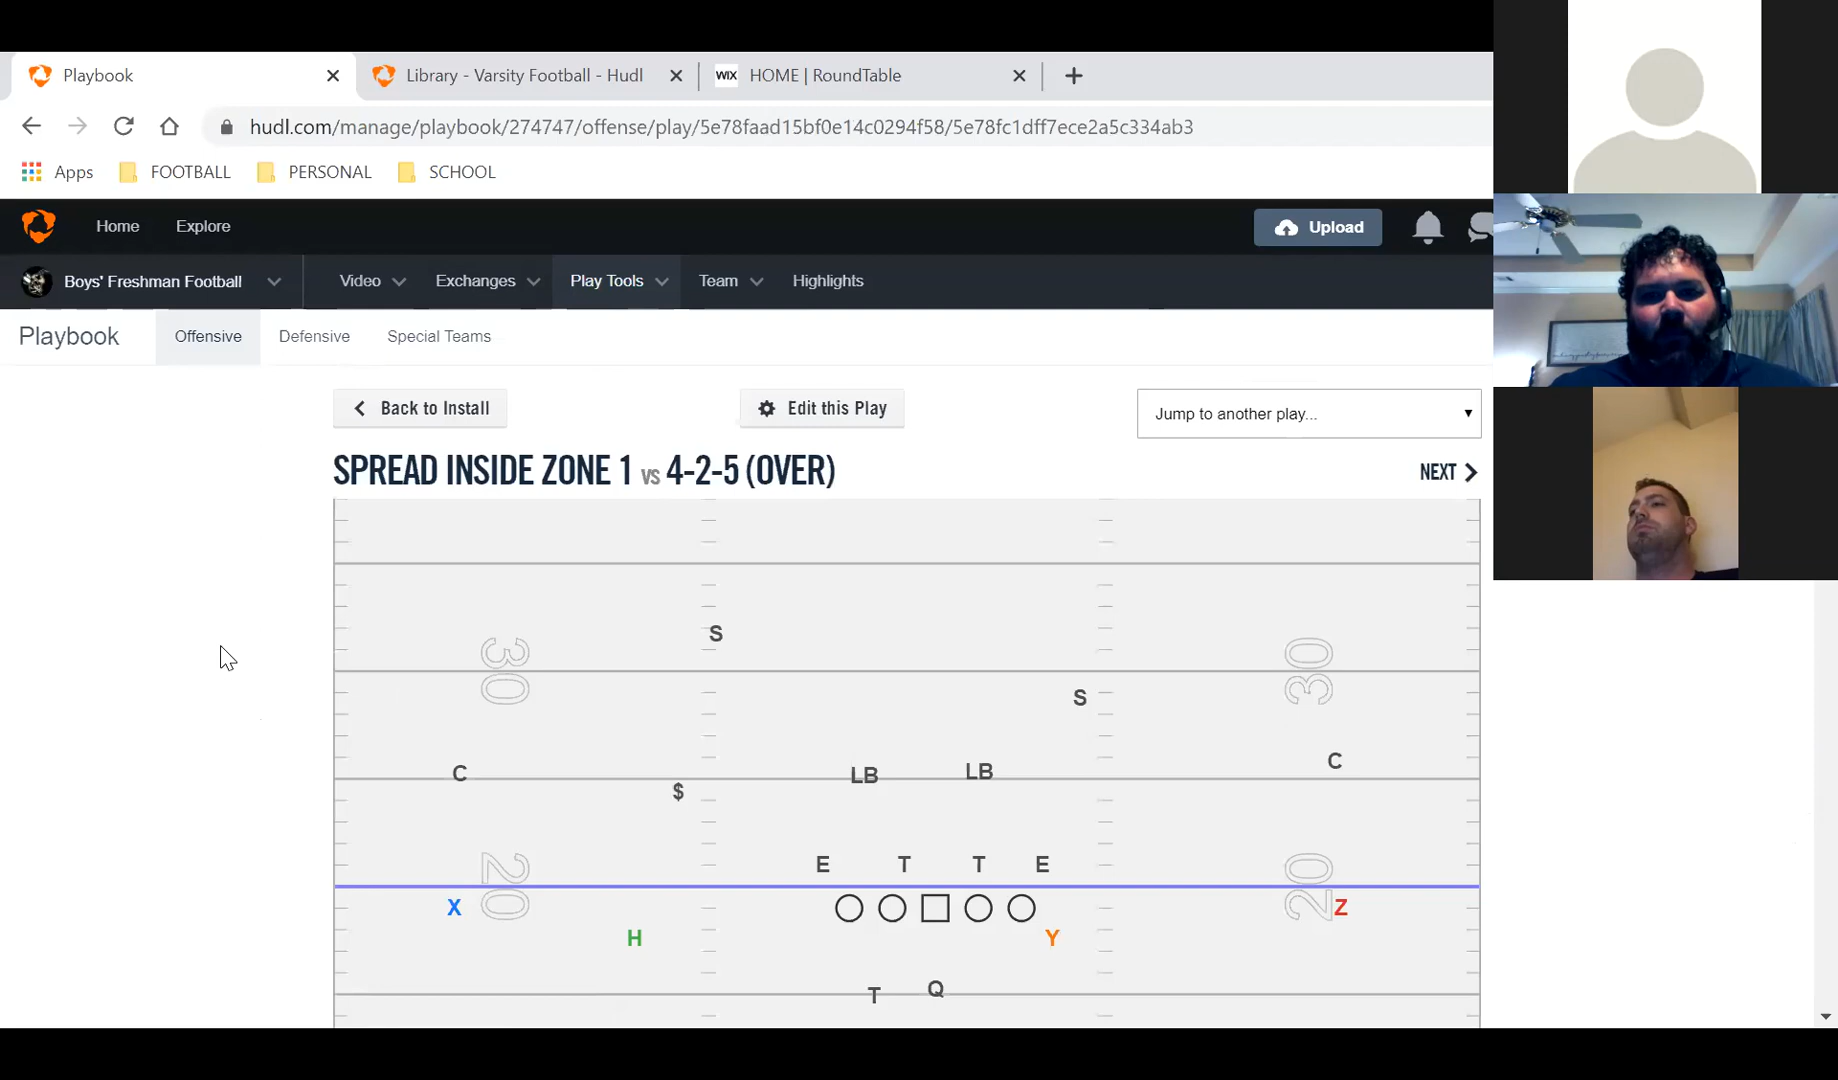 Playbook
Library - Varsity Football - Hudl
WIX HOME | RoundTable
hudl.com/manage/playbook/274747/offense/play/5e78faad15bf0e14c0294f58/5e78fc1dff7ece2a5c334ab3
Apps FOOTBALL PERSONAL SCHOOL
Home Explore Upload
Boys' Freshman Football Video Exchanges Play Tools Team Highlights
Playbook Offensive Defensive Special Teams
Back to Install Edit this Play Jump to another play...
SPREAD INSIDE ZONE 1 vs 4-2-5 (OVER) NEXT
S
30 30
S
C LB LB C
$
E T T E
20 20
X Z
H Y
T Q